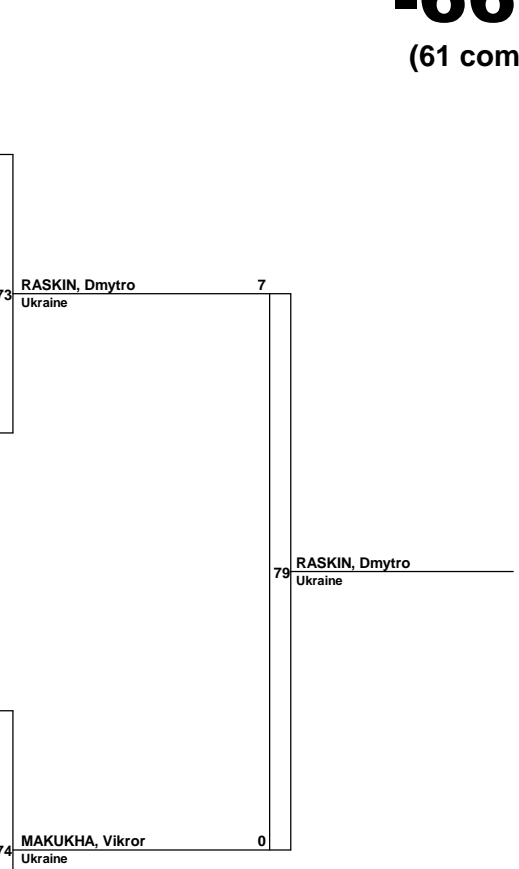 (61 com
RASKIN, Dmytro 7
73
Ukraine
RASKIN, Dmytro
79
Ukraine
MAKUKHA, Vikror 0
74
Ukraine